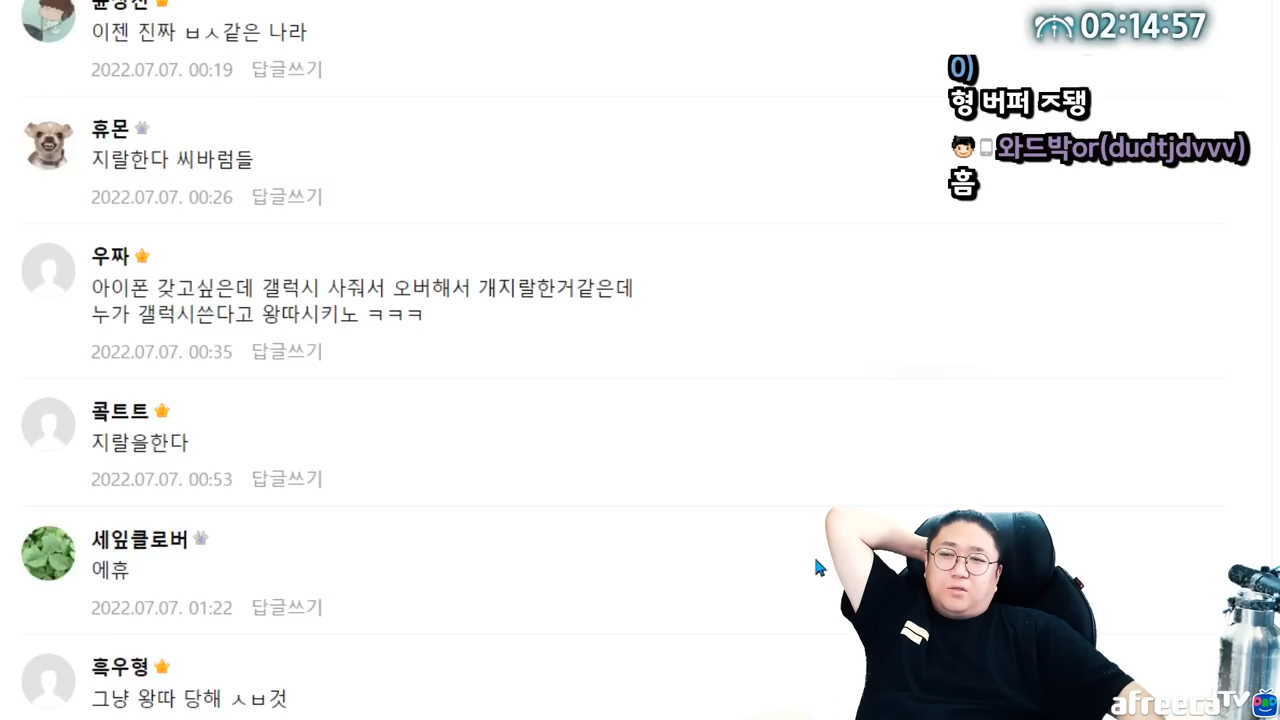 이젠 진짜 ㅂㅅ같은 나라
2022.07.07. 00:19 답글쓰기
휴몬
지랄한다 씨바럼들
2022.07.07. 00:26 답글쓰기
우짜
아이폰 갖고싶은데 갤럭시 사줘서 오버해서 개지랄한거같은데
누가 갤럭시쓴다고 왕따시키노 ㅋㅋㅋ
2022.07.07. 00:35 답글쓰기
콬트트
지랄을한다
2022.07.07. 00:53 답글쓰기
세잎클로버
에휴
2022.07.07. 01:22 답글쓰기
흑우형
그냥 왕따 당해 ㅅㅂ것
02:14:57
0)
형 버퍼 ㅈ됑
와드박or(dudtjdvvv)
흠
afreecaTV